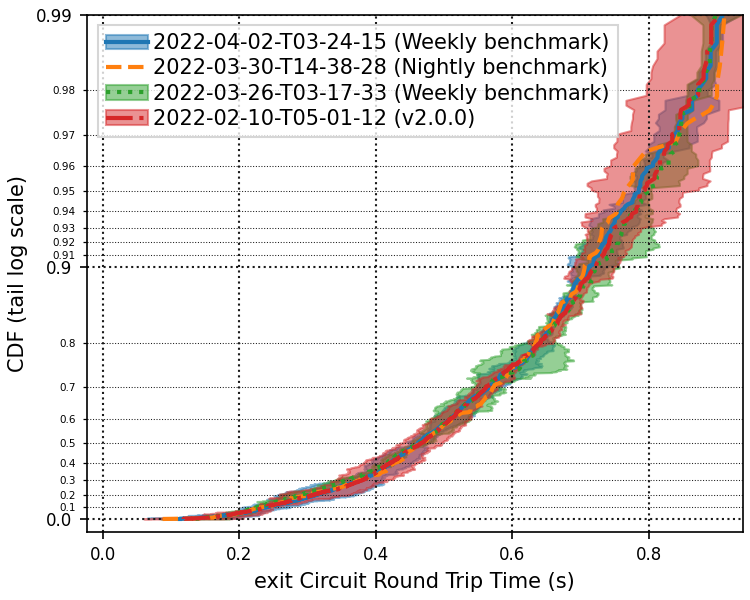 0.99
2022-04-02-T03-24-15 (Weekly benchmark)
2022-03-30-T14-38-28 (Nightly benchmark)
2022-03-26-T03-17-33 (Weekly benchmark)
2022-02-10-T05-01-12 (v2.0.0)
0.98
0.97
0.96
0.95
0.94
0.93
0.92
0.91
0.9
0.8
0.7
0.6
0.5
0.4
0.3
0.2
0.1
0.0
CDF (tail log scale)
0.0 0.2 0.4 0.6 0.8
exit Circuit Round Trip Time (s)